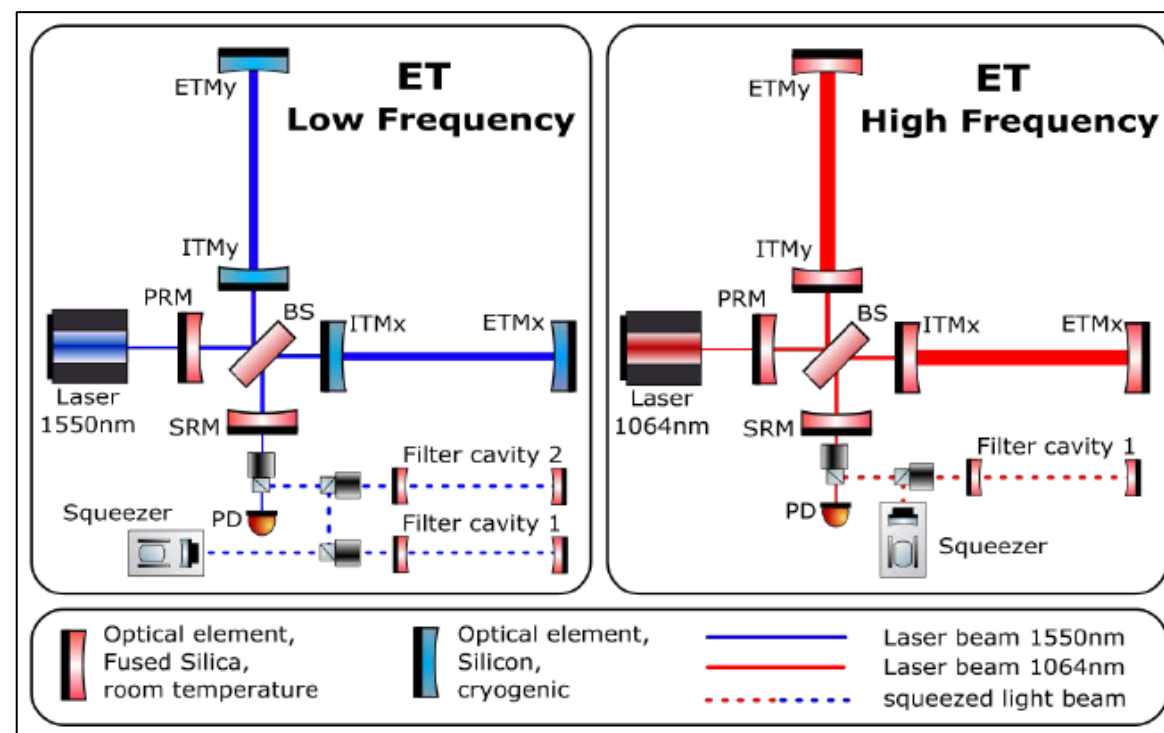 ET
Low Frequency
ETMy
ITMy
PRM
BS
ITMx
ETMx
Laser
1550nm
SRM
Filter cavity 2
Squeezer
PD
Filter cavity 1
ET
High Frequency
ETMy
ITMy
PRM
BS
ITMx
ETMx
Laser
1064nm
SRM
Filter cavity 1
PD
Squeezer
Optical element,
Fused Silica,
room temperature
Optical element,
Silicon,
cryogenic
Laser beam 1550nm
Laser beam 1064nm
squeezed light beam